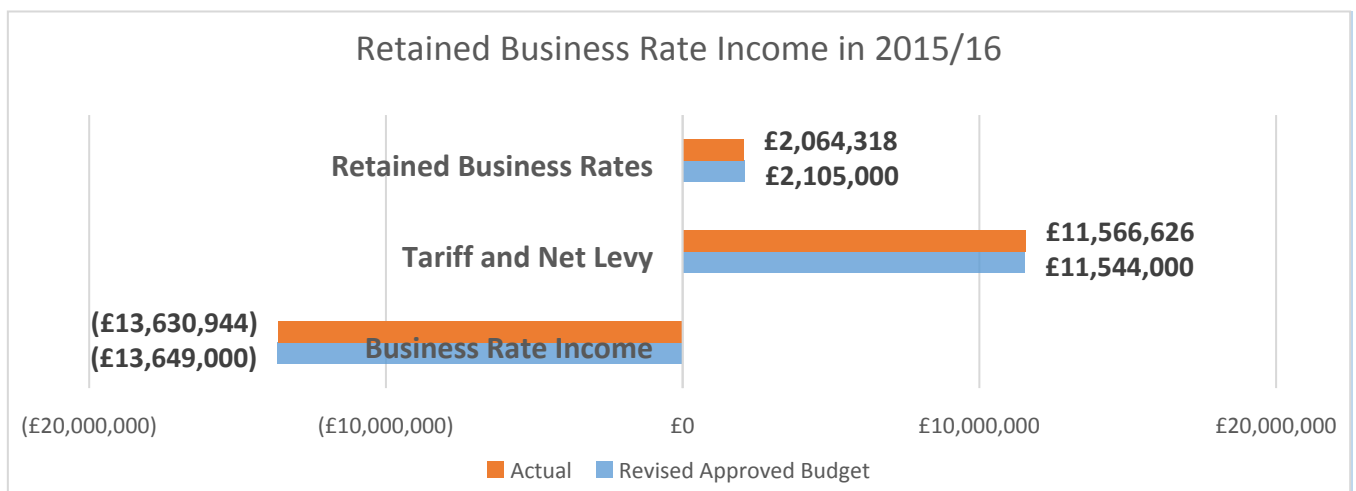 Retained Business Rate Income in 2015/16
Retained Business Rates
£2,064,318
£2,105,000
Tariff and Net Levy
£11,566,626
£11,544,000
(£13,630,944)
(£13,649,000)
Business Rate Income
(£20,000,000) (£10,000,000) £0 £10,000,000 £20,000,000
Actual Revised Approved Budget